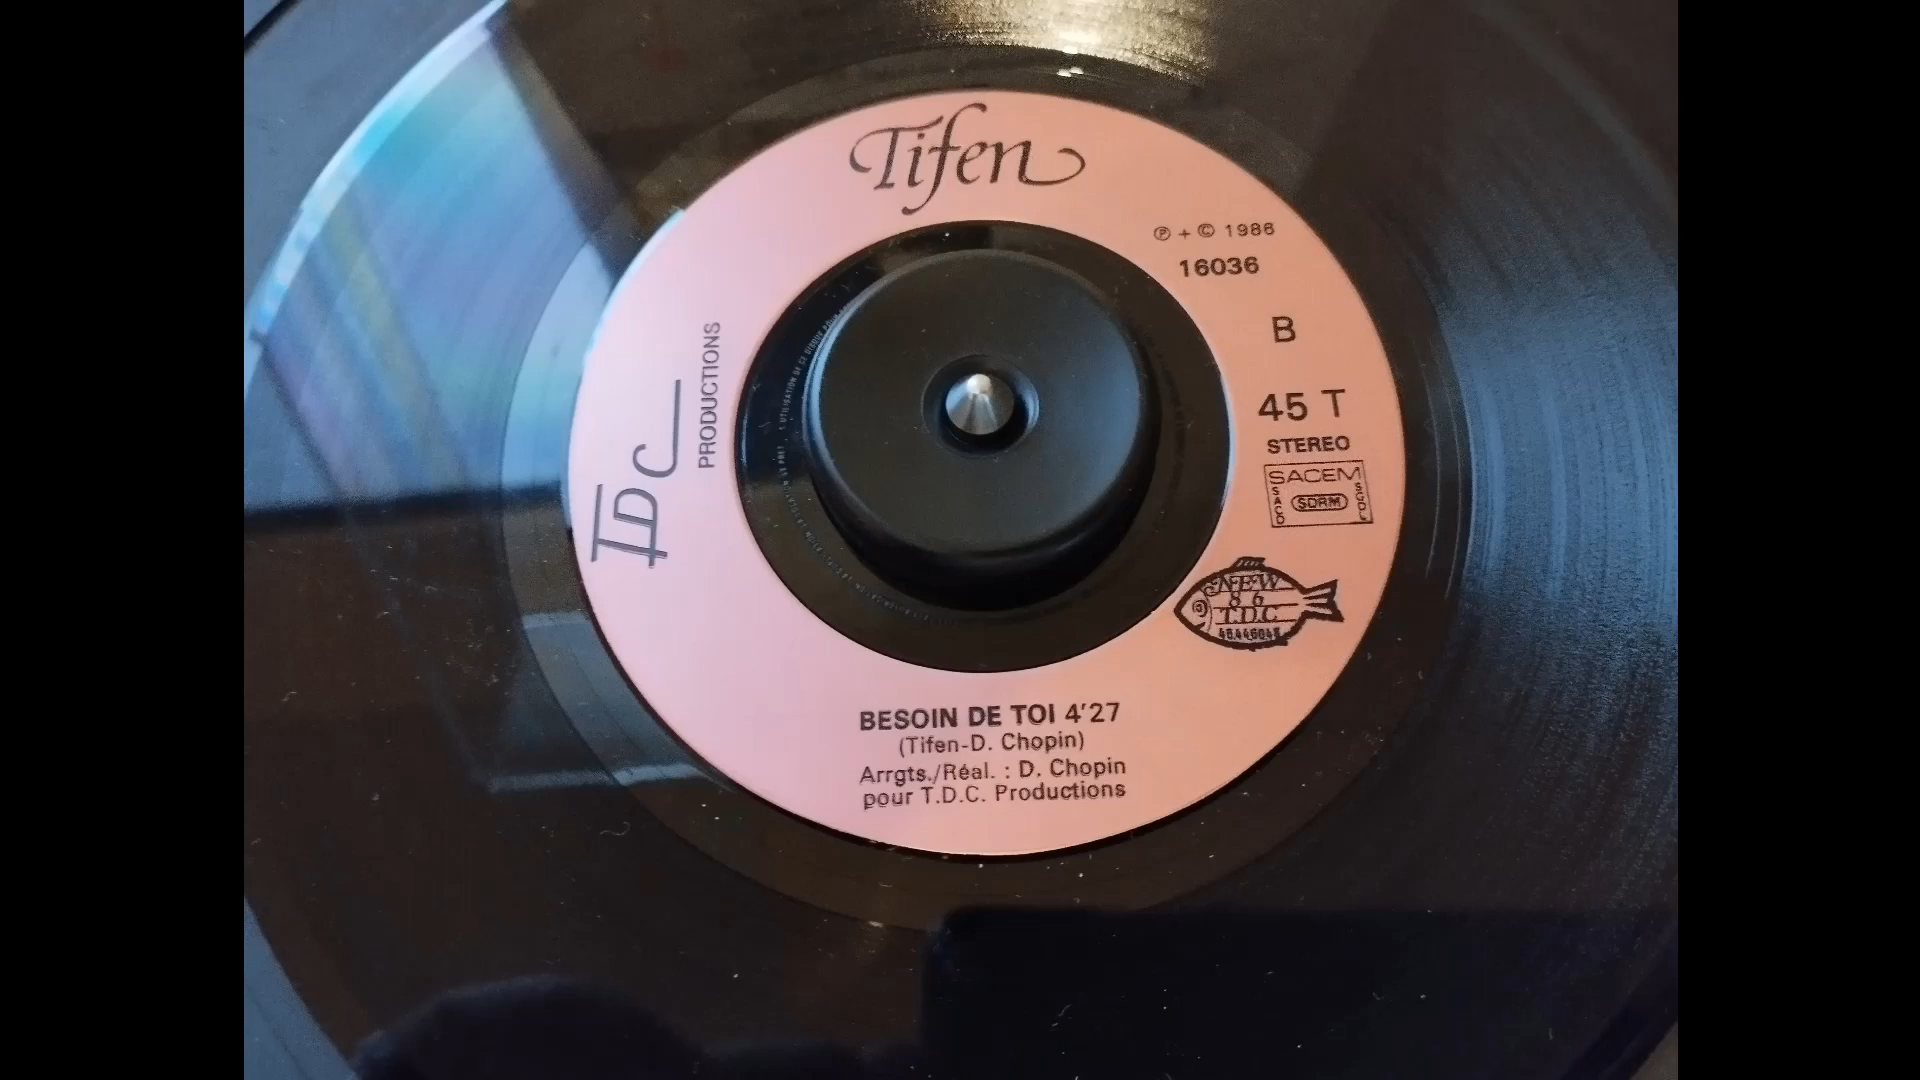 Tifen
℗ + © 1986
16036
B
45 T
STEREO
SACEM
SACD
SDRM
SGDL
TDC
PRODUCTIONS
NEW
86
T.D.C
BESOIN DE TOI 4'27
(Tifen-D. Chopin)
Arrgts./Réal. : D. Chopin
pour T.D.C. Productions